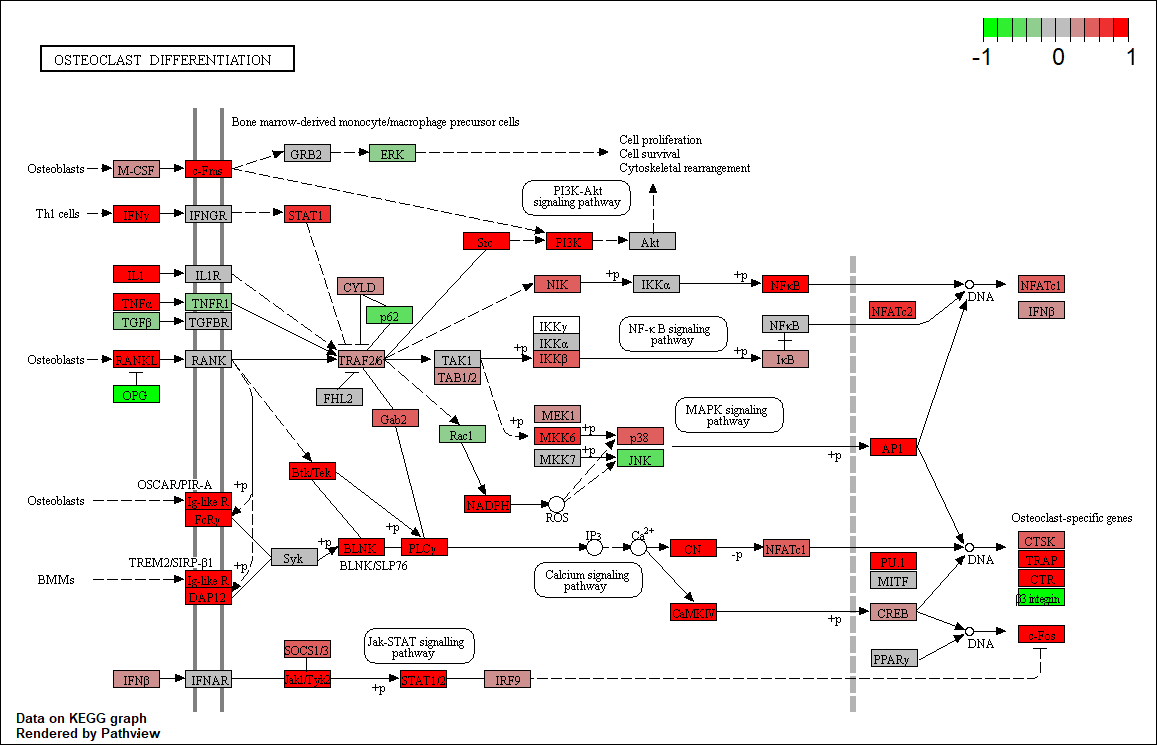 -1 0 1
OSTEOCLAST DIFFERENTIATION
Bone marrow-derived monocyte/macrophage precursor cells
Osteoblasts
M-CSF
c-Fms
GRB2
ERK
Cell proliferation
Cell survival
Cytoskeletal rearrangement
PI3K-Akt
signaling pathway
Th1 cells
IFNγ
IFNGR
STAT1
Src
PI3K
Akt
IL1
IL1R
TNFα
TNFR1
TGFβ
TGFBR
CYLD
p62
NIK
+p
IKKα
+p
NFκB
DNA
NFATc1
IFNβ
NFATc2
Osteoblasts
RANKL
RANK
OPG
TRAF2/6
FHL2
TAK1
TAB1/2
+p
IKKγ
IKKα
IKKβ
NF-κ B signaling
pathway
+p
NFκB
IκB
Gab2
Rac1
+p
MEK1
MKK6
MKK7
+p
+p
p38
JNK
MAPK signaling
pathway
+p
AP1
Btk/Tek
NADPH
ROS
OSCAR/PIR-A
+p
Osteoblasts
Ig-like R
FcRγ
Syk
+p
BLNK
BLNK/SLP76
+p
PLCγ
IP3
Ca2+
CN
-p
NFATc1
Calcium signaling
pathway
TREM2/SIRP-β1
+p
BMMs
Ig-like R
DAP12
CaMKIV
+p
PU.1
MITF
CREB
PPARγ
DNA
DNA
Osteoclast-specific genes
CTSK
TRAP
CTR
β3 integrin
c-Fos
Jak-STAT signalling
pathway
SOCS1/3
IFNβ
IFNAR
Jak1/Tyk2
+p
STAT1/2
IRF9
Data on KEGG graph
Rendered by Pathview